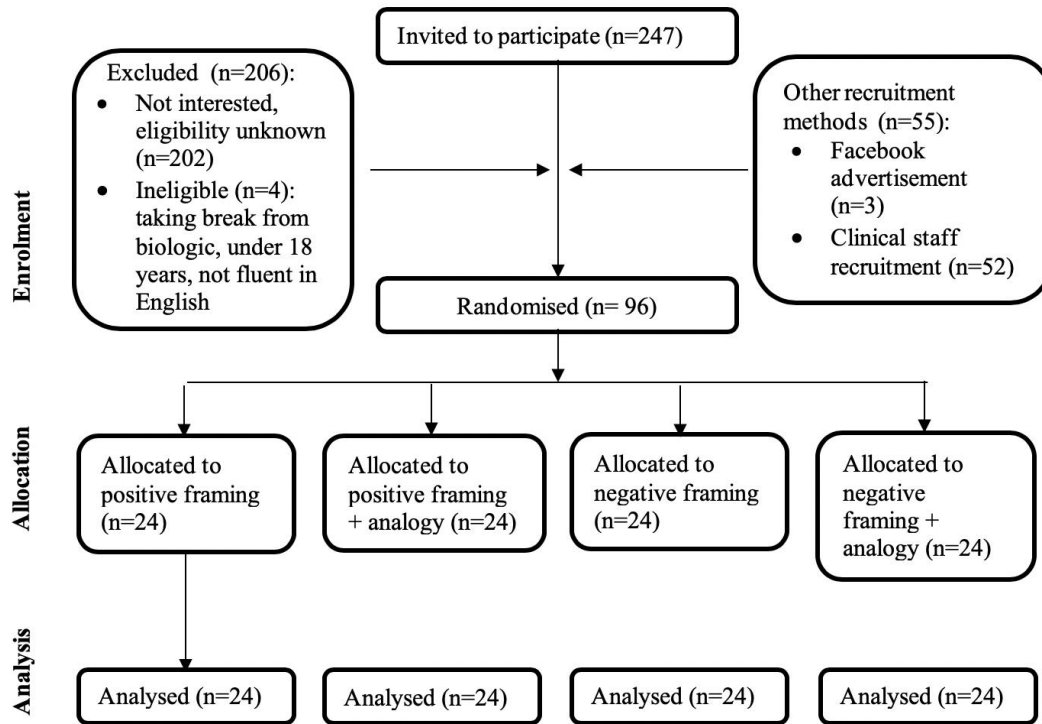 Invited to participate (n=247)
Excluded (n=206):
• Not interested,
eligibility unknown
(n=202)
• Ineligible (n=4):
taking break from
biologic, under 18
years, not fluent in
English
Other recruitment
methods (n=55):
• Facebook
advertisement
(n=3)
• Clinical staff
recruitment (n=52)
Enrolment
Randomised (n= 96)
Allocation
Allocated to
positive framing
(n=24)
Allocated to
positive framing
+ analogy (n=24)
Allocated to
negative framing
(n=24)
Allocated to
negative
framing +
analogy (n=24)
Analysis
Analysed (n=24)
Analysed (n=24)
Analysed (n=24)
Analysed (n=24)